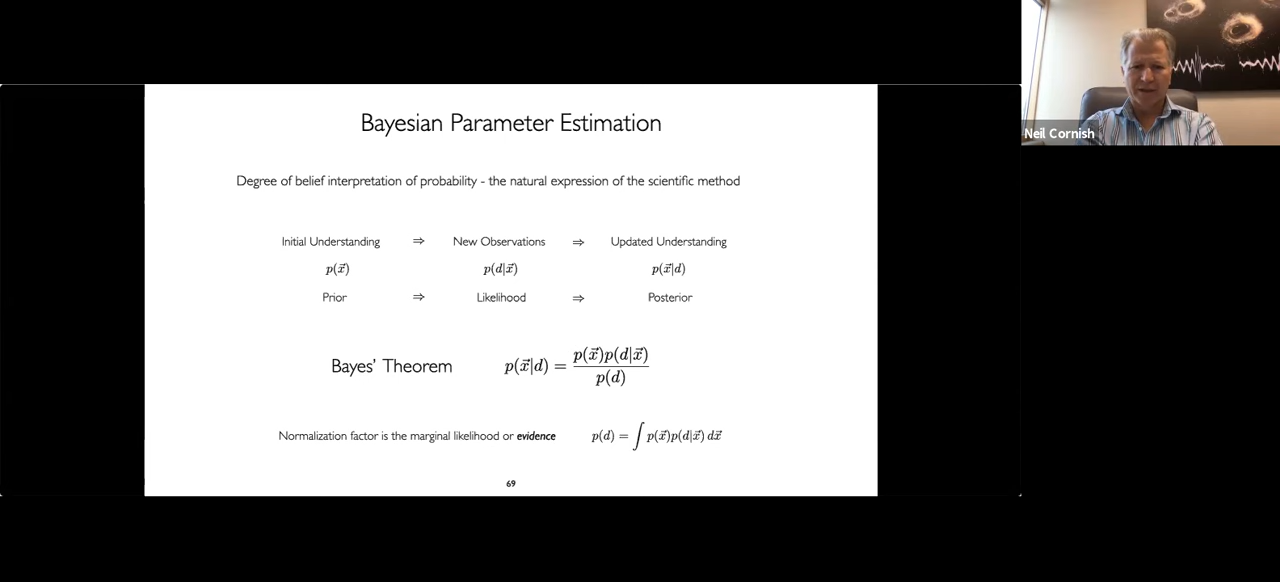 Bayesian Parameter Estimation
Degree of belief interpretation of probability - the natural expression of the scientific method
Initial Understanding ⇒ New Observations ⇒ Updated Understanding
p(x⃗) p(d|x⃗) p(x⃗|d)
Prior ⇒ Likelihood ⇒ Posterior
Bayes' Theorem p(x⃗|d) = p(x⃗)p(d|x⃗) / p(d)
Normalization factor is the marginal likelihood or evidence p(d) = ∫ p(x⃗)p(d|x⃗) dx⃗
69
Neil Cornish